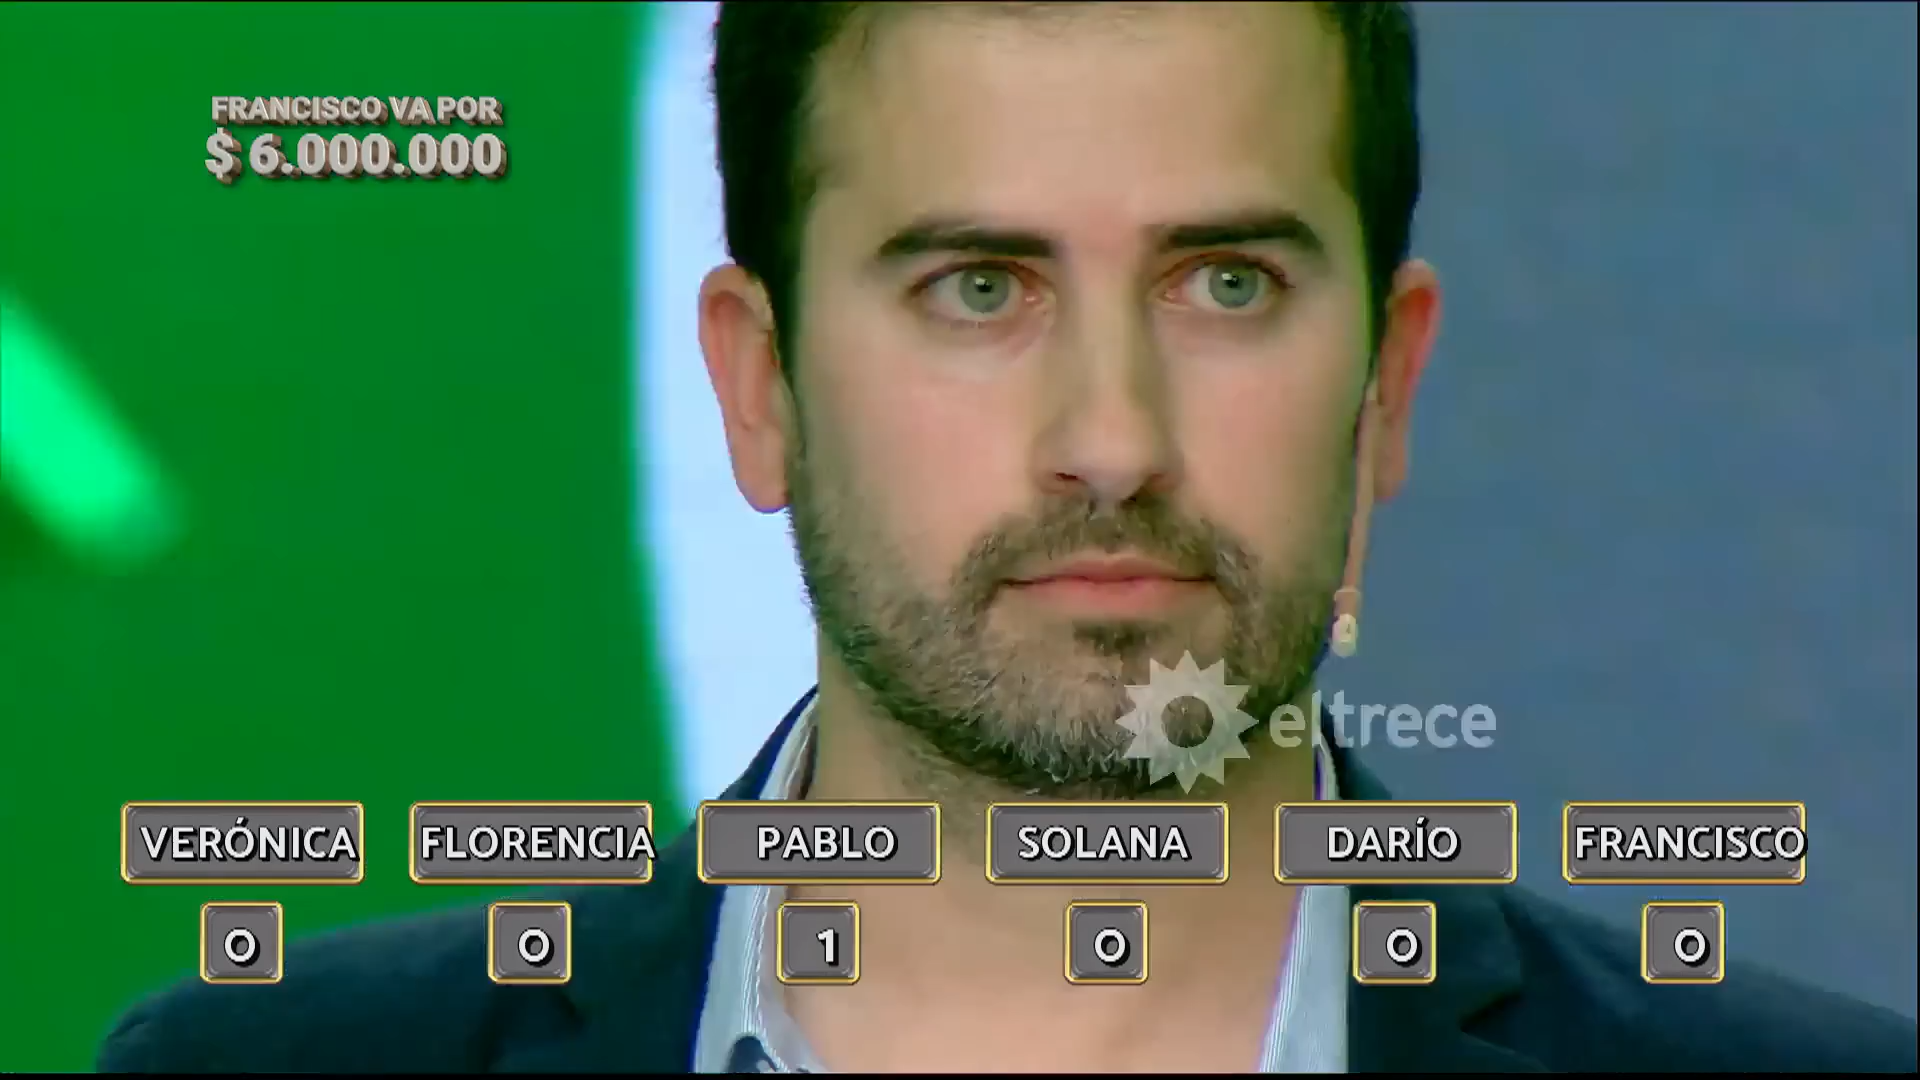 FRANCISCO VA POR
$ 6.000.000
eltrece
VERÓNICA FLORENCIA PABLO SOLANA DARÍO FRANCISCO
0 0 1 0 0 0